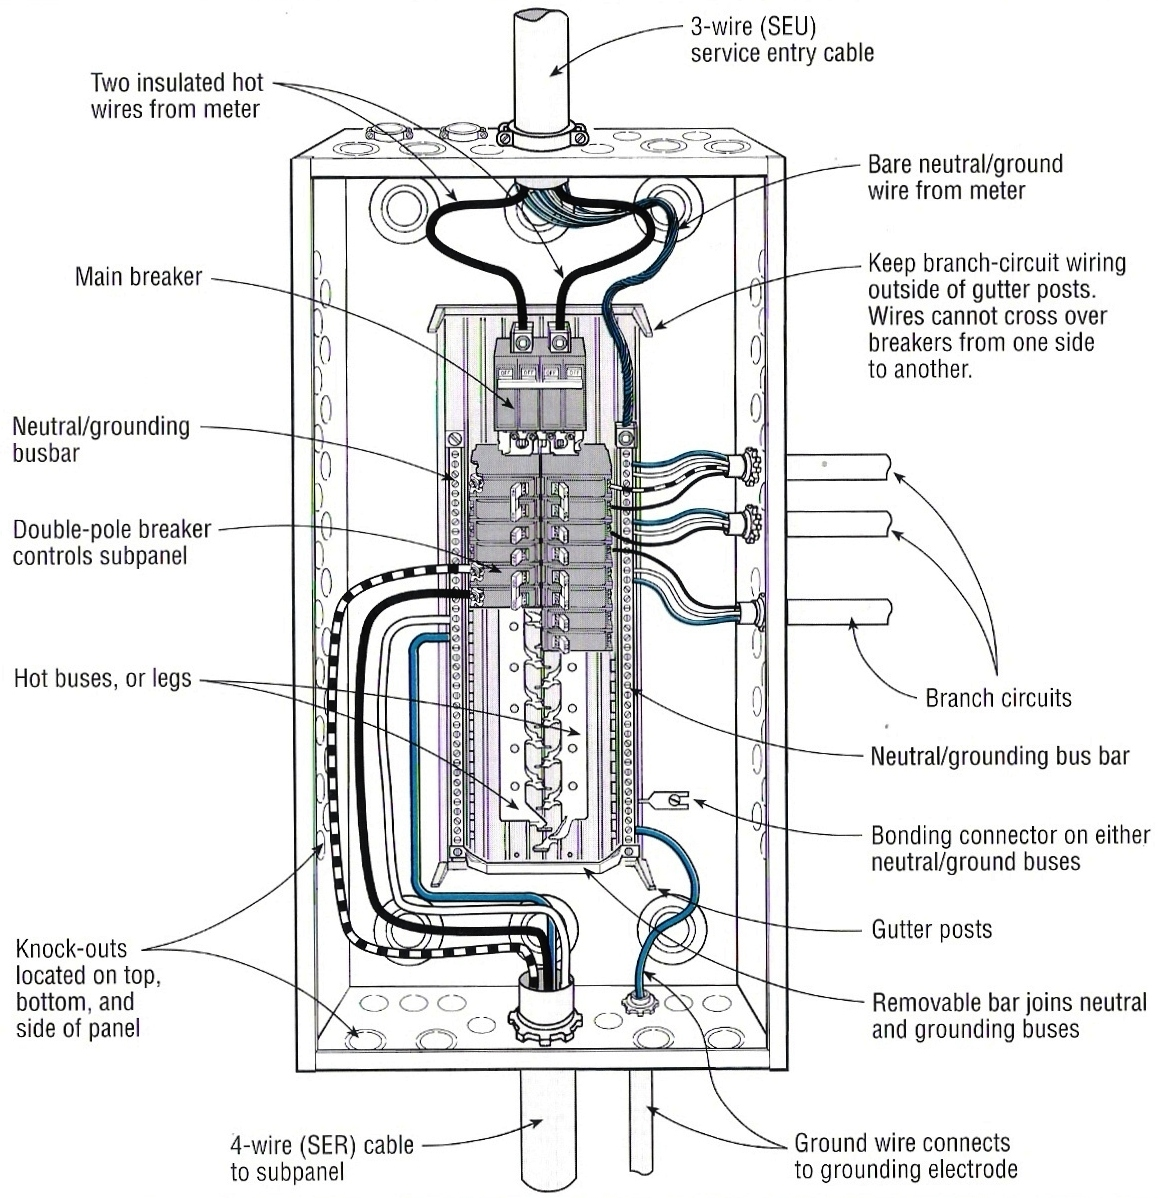 3-wire (SEU)
service entry cable
Two insulated hot
wires from meter
Bare neutral/ground
wire from meter
Main breaker
Keep branch-circuit wiring
outside of gutter posts.
Wires cannot cross over
breakers from one side
to another.
Neutral/grounding
busbar
Double-pole breaker
controls subpanel
Hot buses, or legs
Branch circuits
Neutral/grounding bus bar
Bonding connector on either
neutral/ground buses
Gutter posts
Knock-outs
located on top,
bottom, and
side of panel
Removable bar joins neutral
and grounding buses
4-wire (SER) cable
to subpanel
Ground wire connects
to grounding electrode